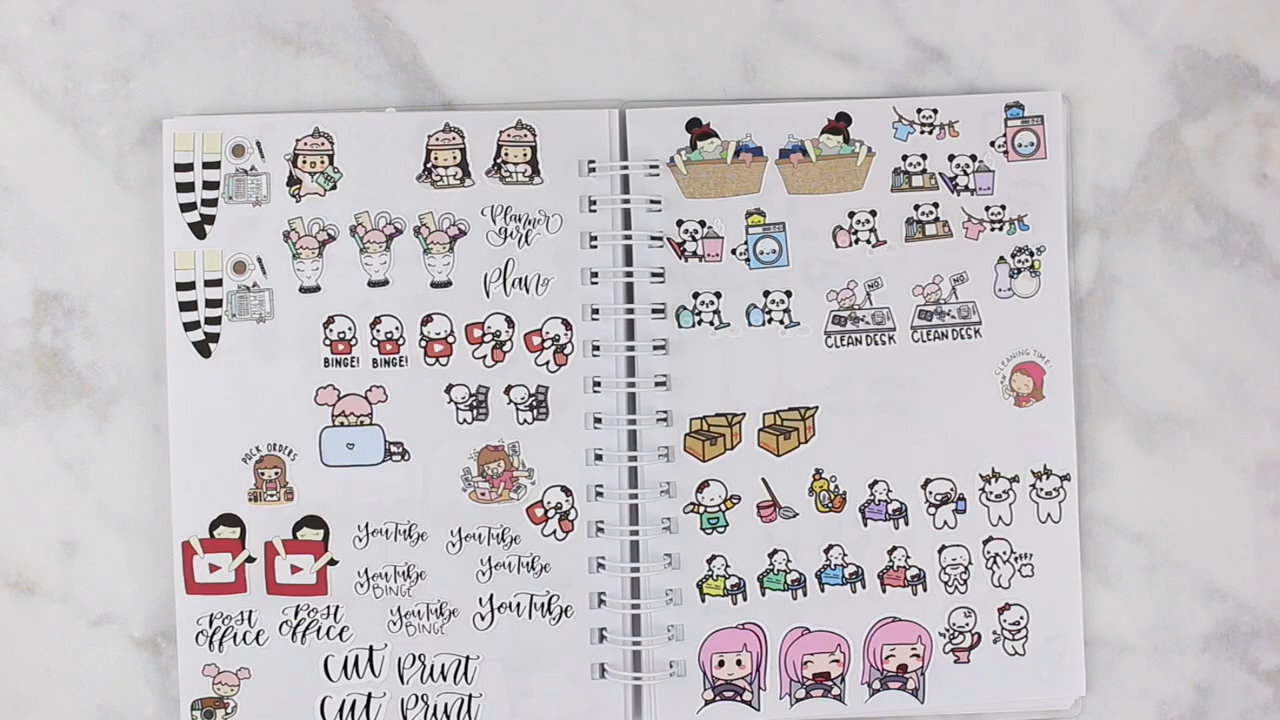 Planner
girl
plan
BINGE!
BINGE!
PACK ORDERS
YouTube
YouTube
YouTube
YouTube
BINGE
YouTube
BINGE
YouTube
Post
office
Post
office
cut print
cut print
NO
CLEAN DESK
NO
CLEAN DESK
CLEANING TIME!